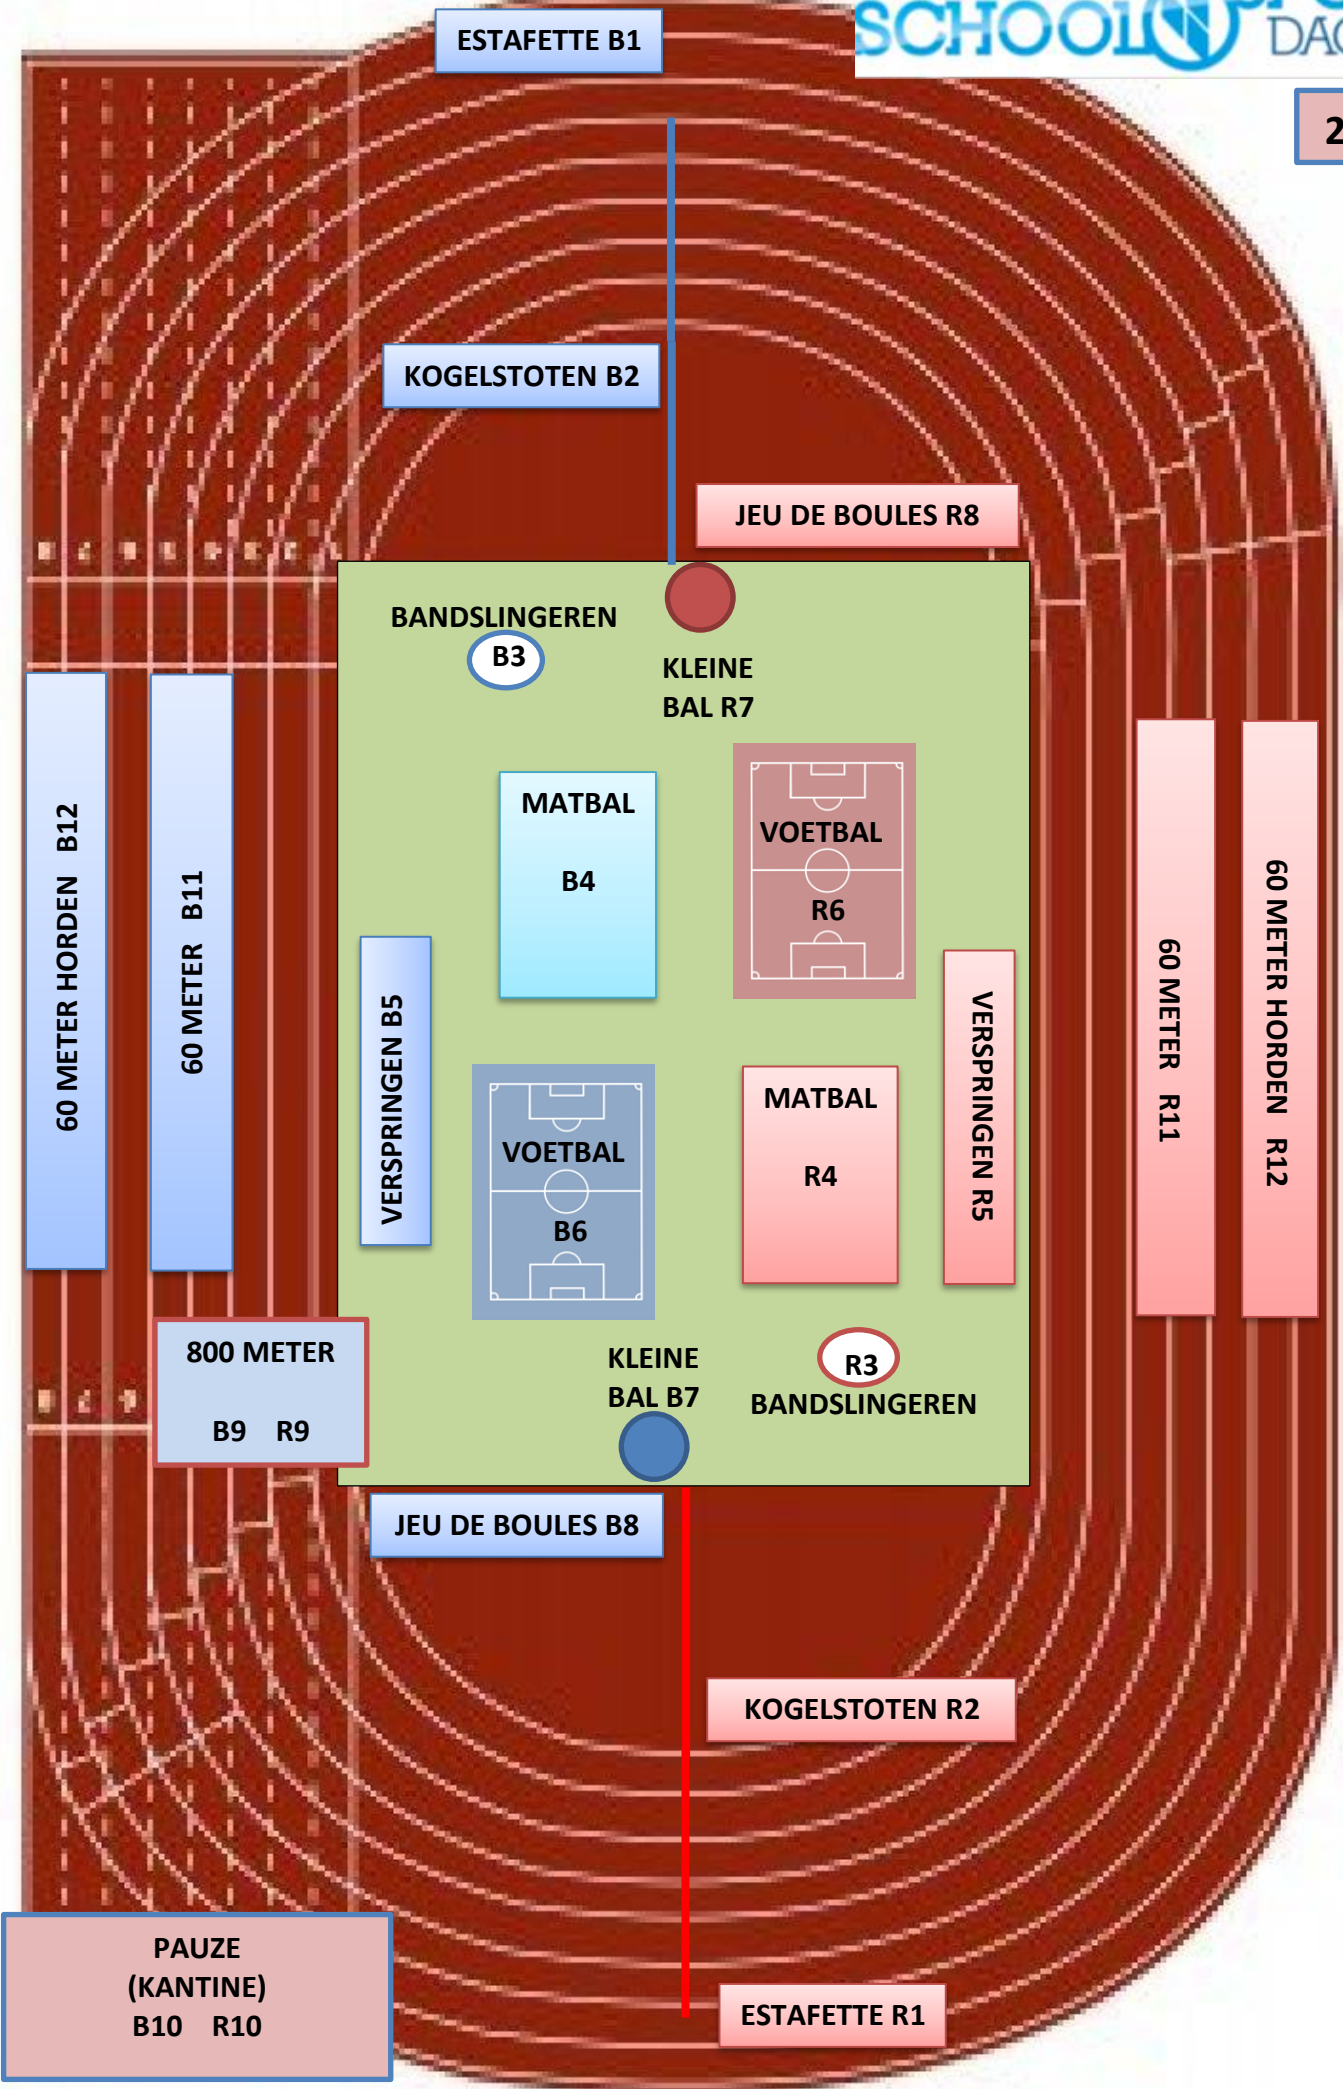 ESTAFETTE B1
SCHOOL
2
KOGELSTOTEN B2
JEU DE BOULES R8
BANDSLINGEREN
B3
KLEINE
BAL R7
MATBAL
B4
VOETBAL
R6
60 METER HORDEN B12
60 METER B11
VERSPRINGEN B5
VERSPRINGEN R5
60 METER R11
60 METER HORDEN R12
VOETBAL
B6
MATBAL
R4
800 METER
B9 R9
KLEINE
BAL B7
R3
BANDSLINGEREN
JEU DE BOULES B8
KOGELSTOTEN R2
PAUZE
(KANTINE)
B10 R10
ESTAFETTE R1